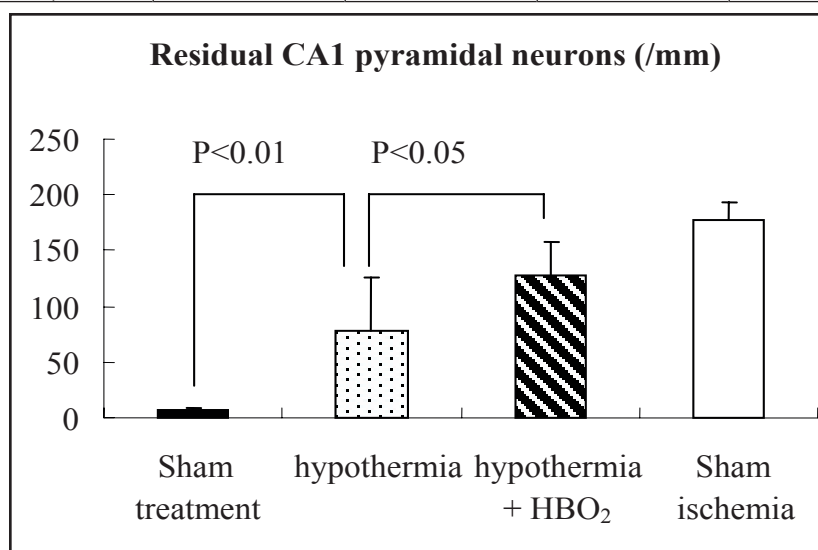 Residual CA1 pyramidal neurons (/mm)
250
200
150
100
50
0
P<0.01
P<0.05
Sham treatment
hypothermia
hypothermia + HBO₂
Sham ischemia